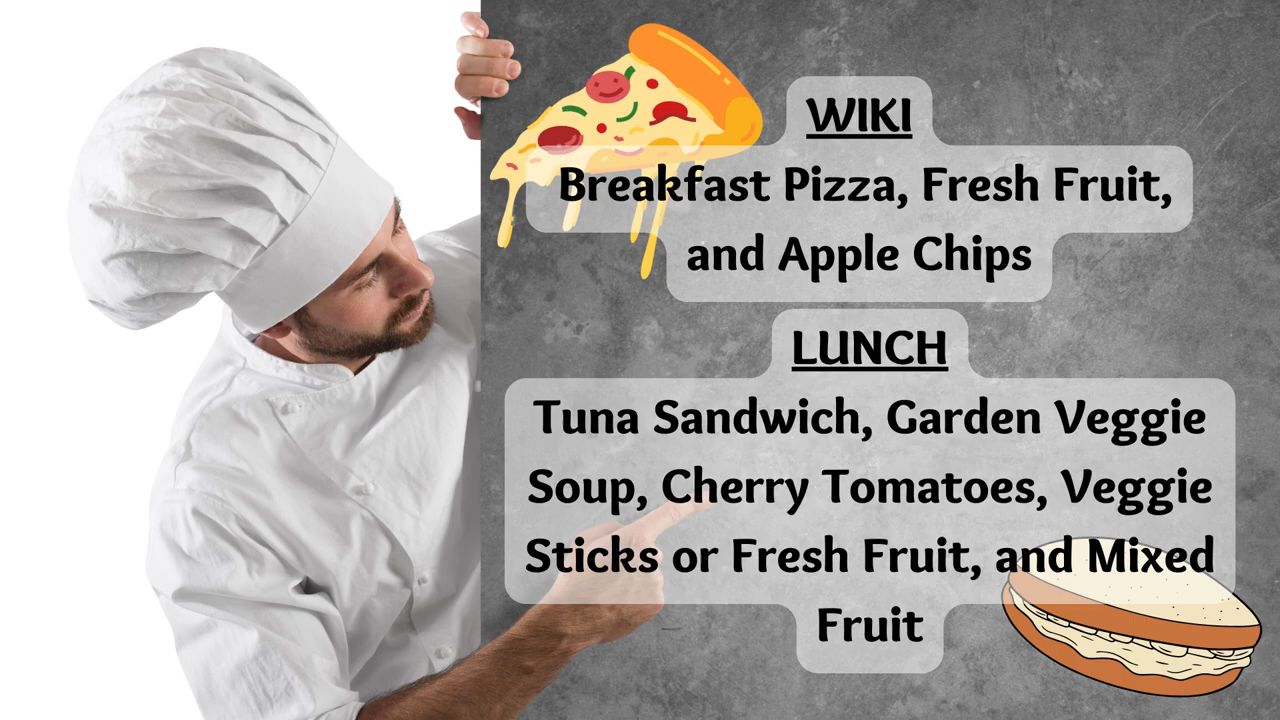 WIKI
Breakfast Pizza, Fresh Fruit,
and Apple Chips
LUNCH
Tuna Sandwich, Garden Veggie
Soup, Cherry Tomatoes, Veggie
Sticks or Fresh Fruit, and Mixed
Fruit